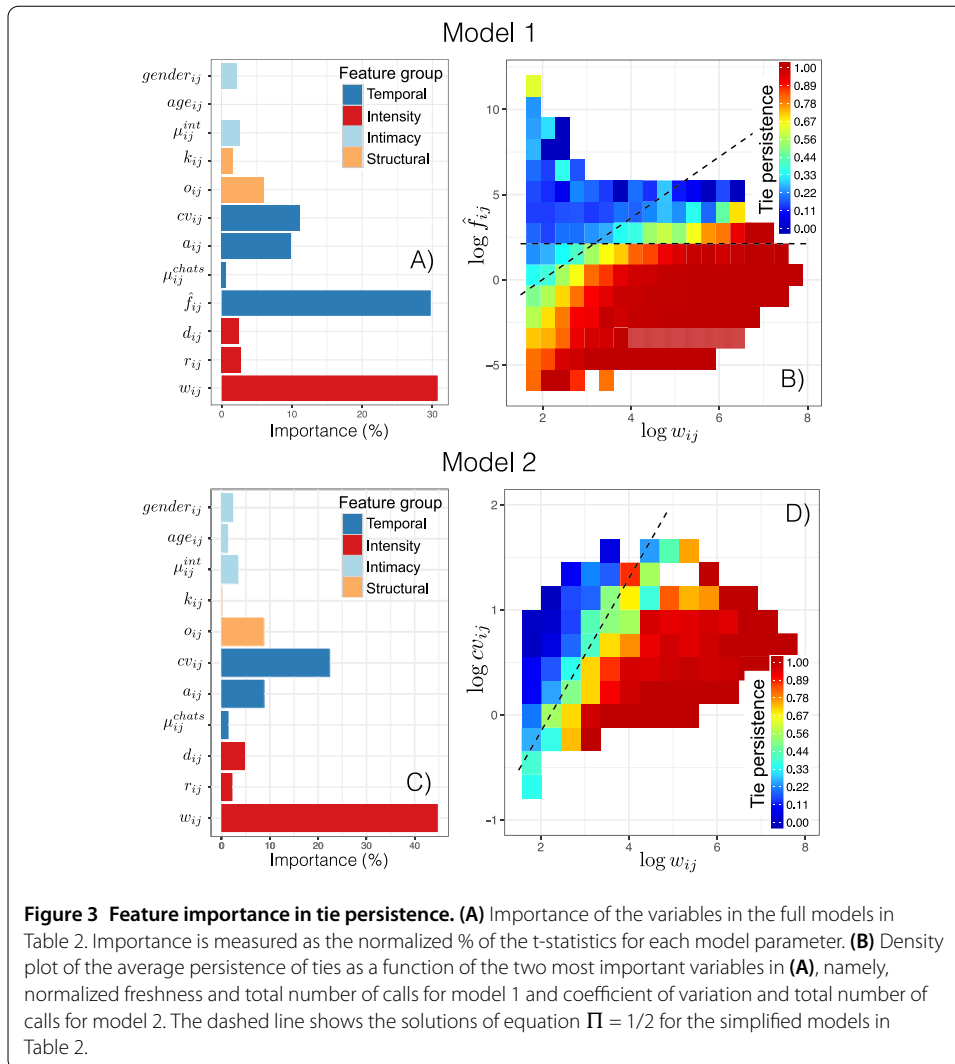 Model 1
gender_ij
age_ij
μ_ij^int
k_ij
o_ij
cv_ij
a_ij
μ_ij^chats
f̂_ij
d_ij
r_ij
w_ij
Feature group
Temporal
Intensity
Intimacy
Structural
A)
0 10 20 30
Importance (%)
log f̂_ij
10
5
0
−5
Tie persistence
1.00
0.89
0.78
0.67
0.56
0.44
0.33
0.22
0.11
0.00
B)
2 4 6 8
log w_ij
Model 2
gender_ij
age_ij
μ_ij^int
k_ij
o_ij
cv_ij
a_ij
μ_ij^chats
d_ij
r_ij
w_ij
Feature group
Temporal
Intensity
Intimacy
Structural
C)
0 10 20 30 40
Importance (%)
log cv_ij
2
1
0
−1
D)
Tie persistence
1.00
0.89
0.78
0.67
0.56
0.44
0.33
0.22
0.11
0.00
2 4 6 8
log w_ij
Figure 3 Feature importance in tie persistence. (A) Importance of the variables in the full models in
Table 2. Importance is measured as the normalized % of the t-statistics for each model parameter. (B) Density
plot of the average persistence of ties as a function of the two most important variables in (A), namely,
normalized freshness and total number of calls for model 1 and coefficient of variation and total number of
calls for model 2. The dashed line shows the solutions of equation Π = 1/2 for the simplified models in
Table 2.